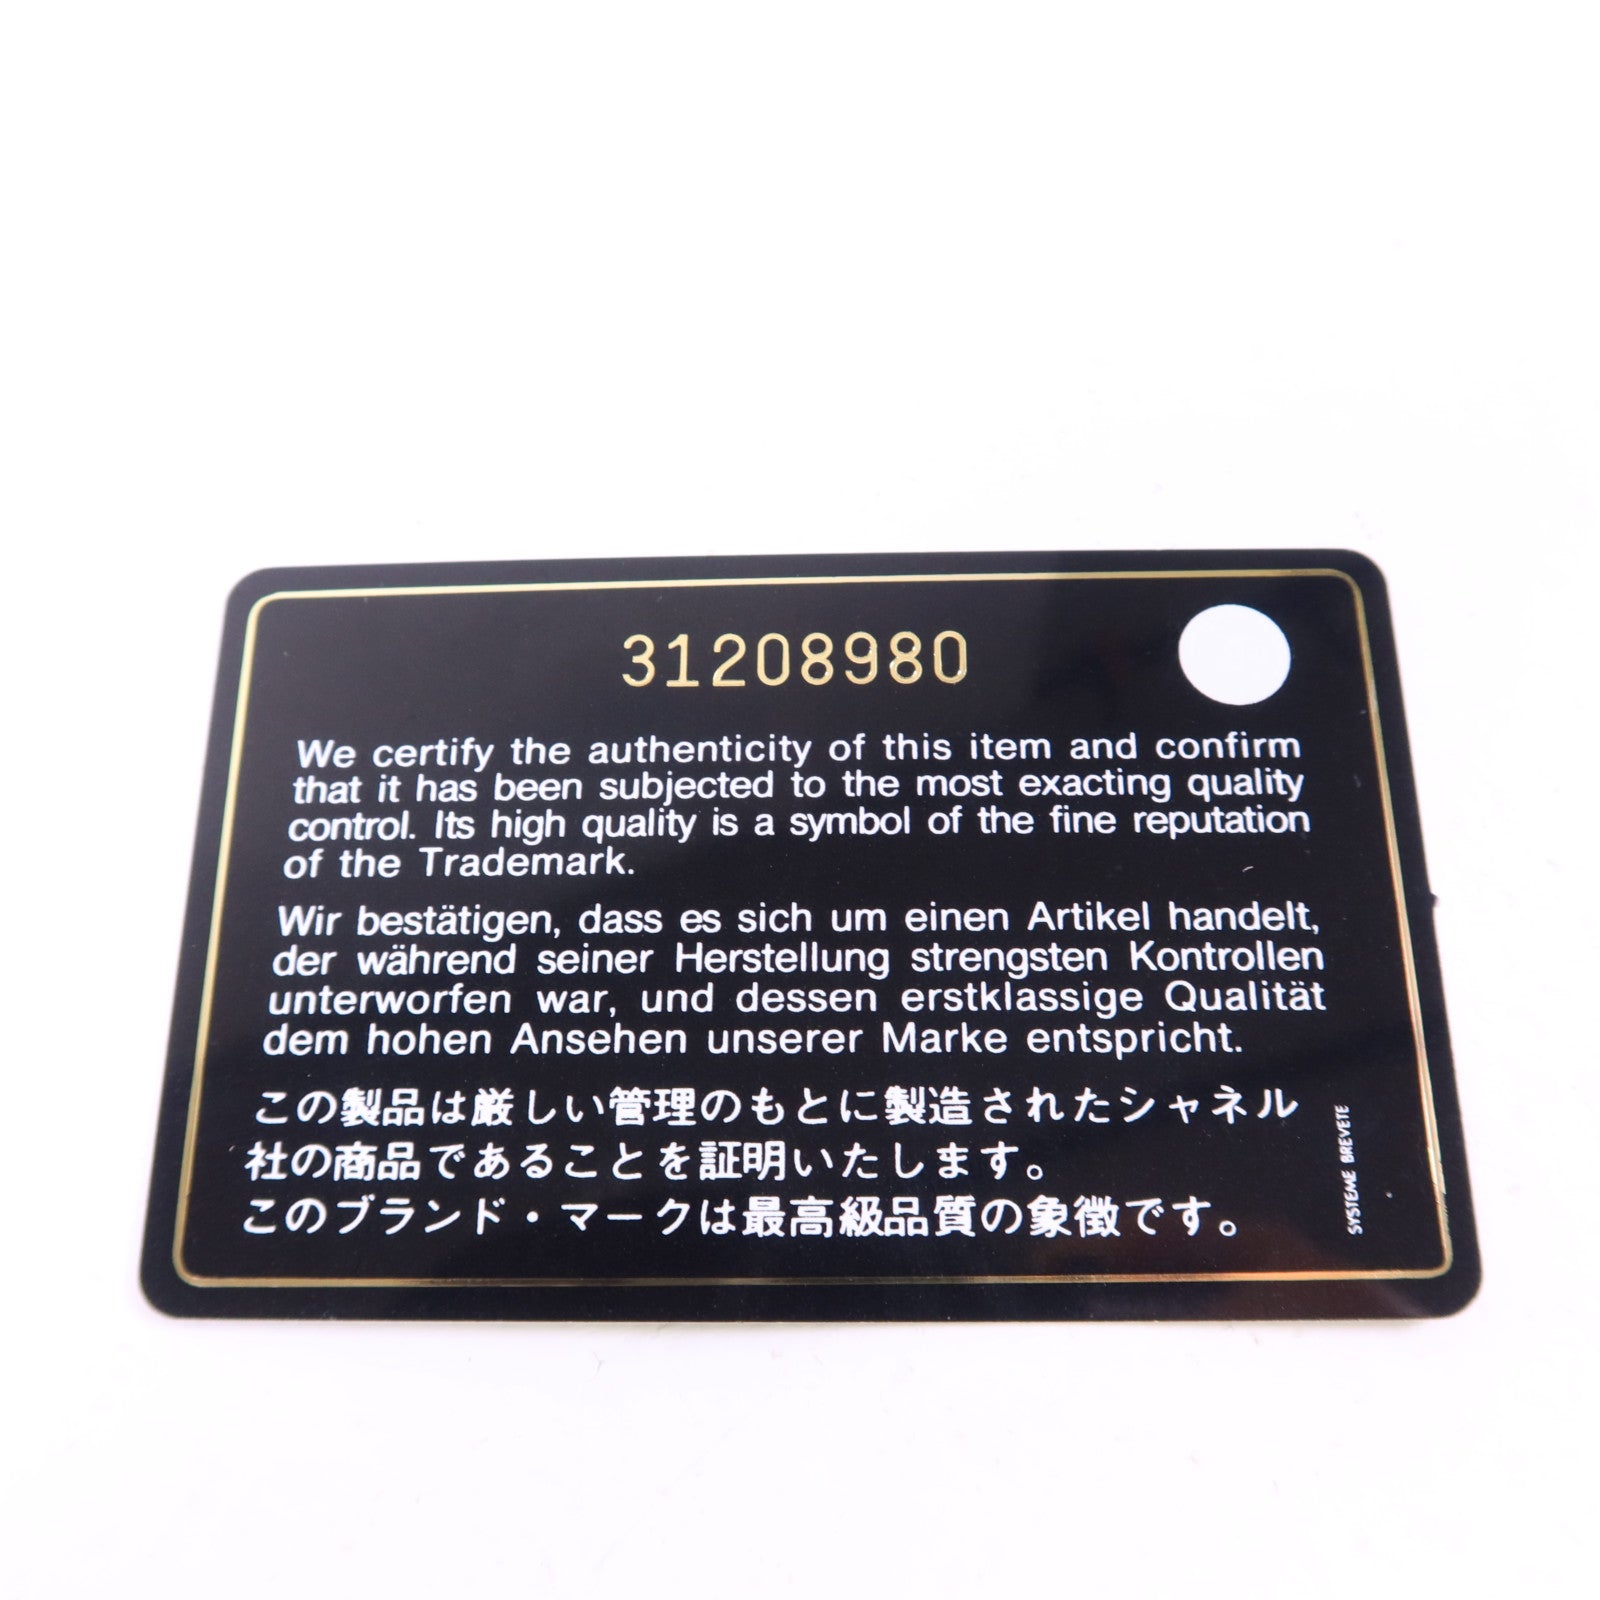 31208980
We certify the authenticity of this item and confirm
that it has been subjected to the most exacting quality
control. Its high quality is a symbol of the fine reputation
of the Trademark.
Wir bestätigen, dass es sich um einen Artikel handelt,
der während seiner Herstellung strengsten Kontrollen
unterworfen war, und dessen erstklassige Qualität
dem hohen Ansehen unserer Marke entspricht.
この製品は厳しい管理のもとに製造されたシャネル
社の商品であることを証明いたします。
このブランド・マークは最高級品質の象徴です。
SYSTEME BREVETE